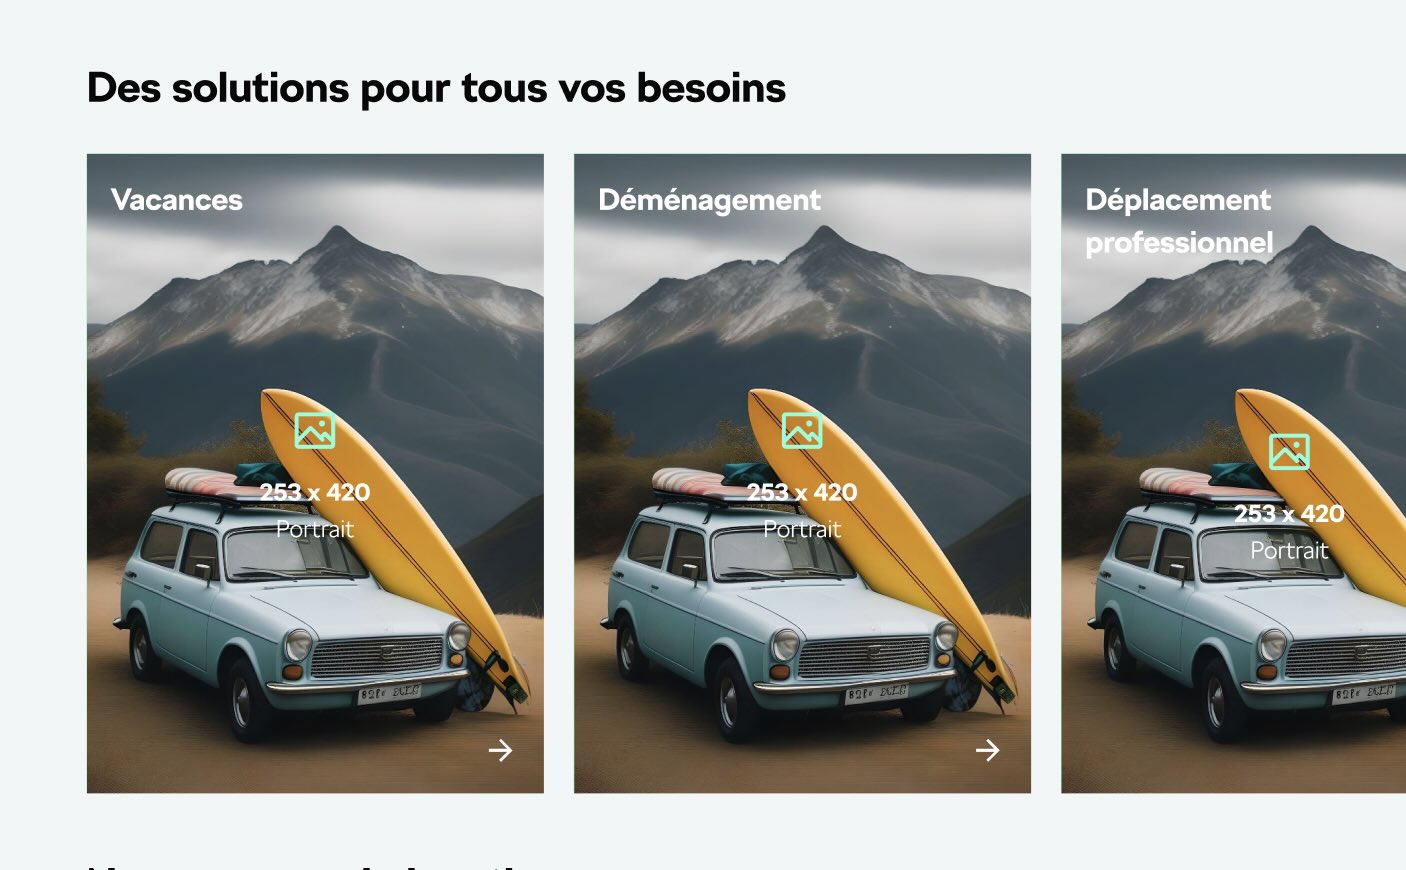 Des solutions pour tous vos besoins
Vacances
253 x 420
Portrait
Déménagement
253 x 420
Portrait
Déplacement
professionnel
253 x 420
Portrait